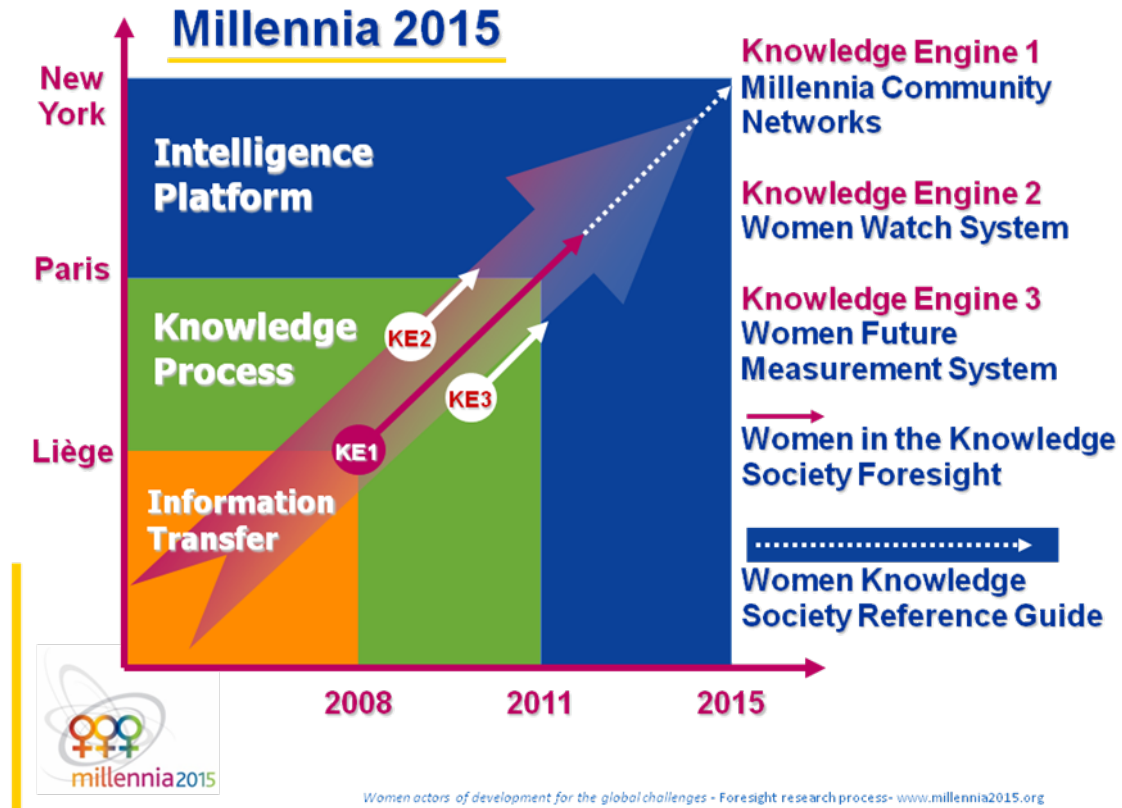 Millennia 2015
New
York
Paris
Liège
Intelligence
Platform
Knowledge
Process
Information
Transfer
KE2
KE3
KE1
2008
2011
2015
Knowledge Engine 1
Millennia Community
Networks
Knowledge Engine 2
Women Watch System
Knowledge Engine 3
Women Future
Measurement System
Women in the Knowledge
Society Foresight
Women Knowledge
Society Reference Guide
millennia2015
Women actors of development for the global challenges - Foresight research process- www.millennia2015.org